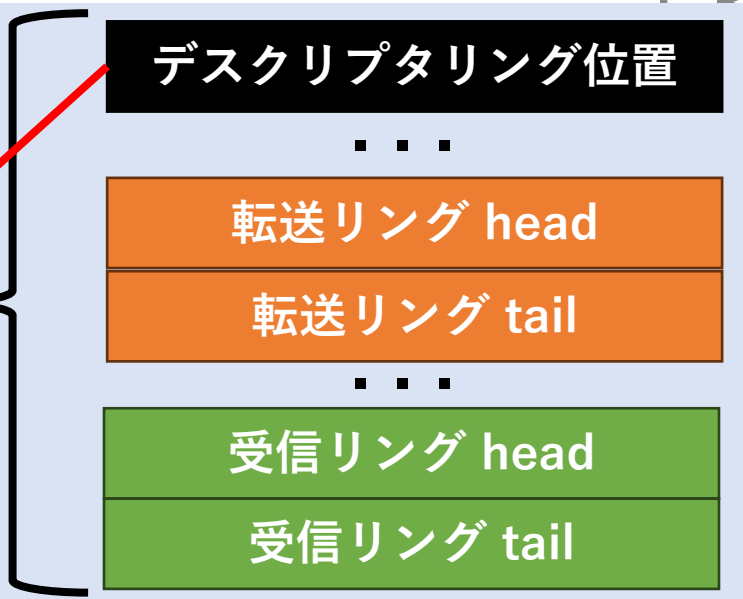 デスクリプタリング位置
...
転送リング head
転送リング tail
...
受信リング head
受信リング tail